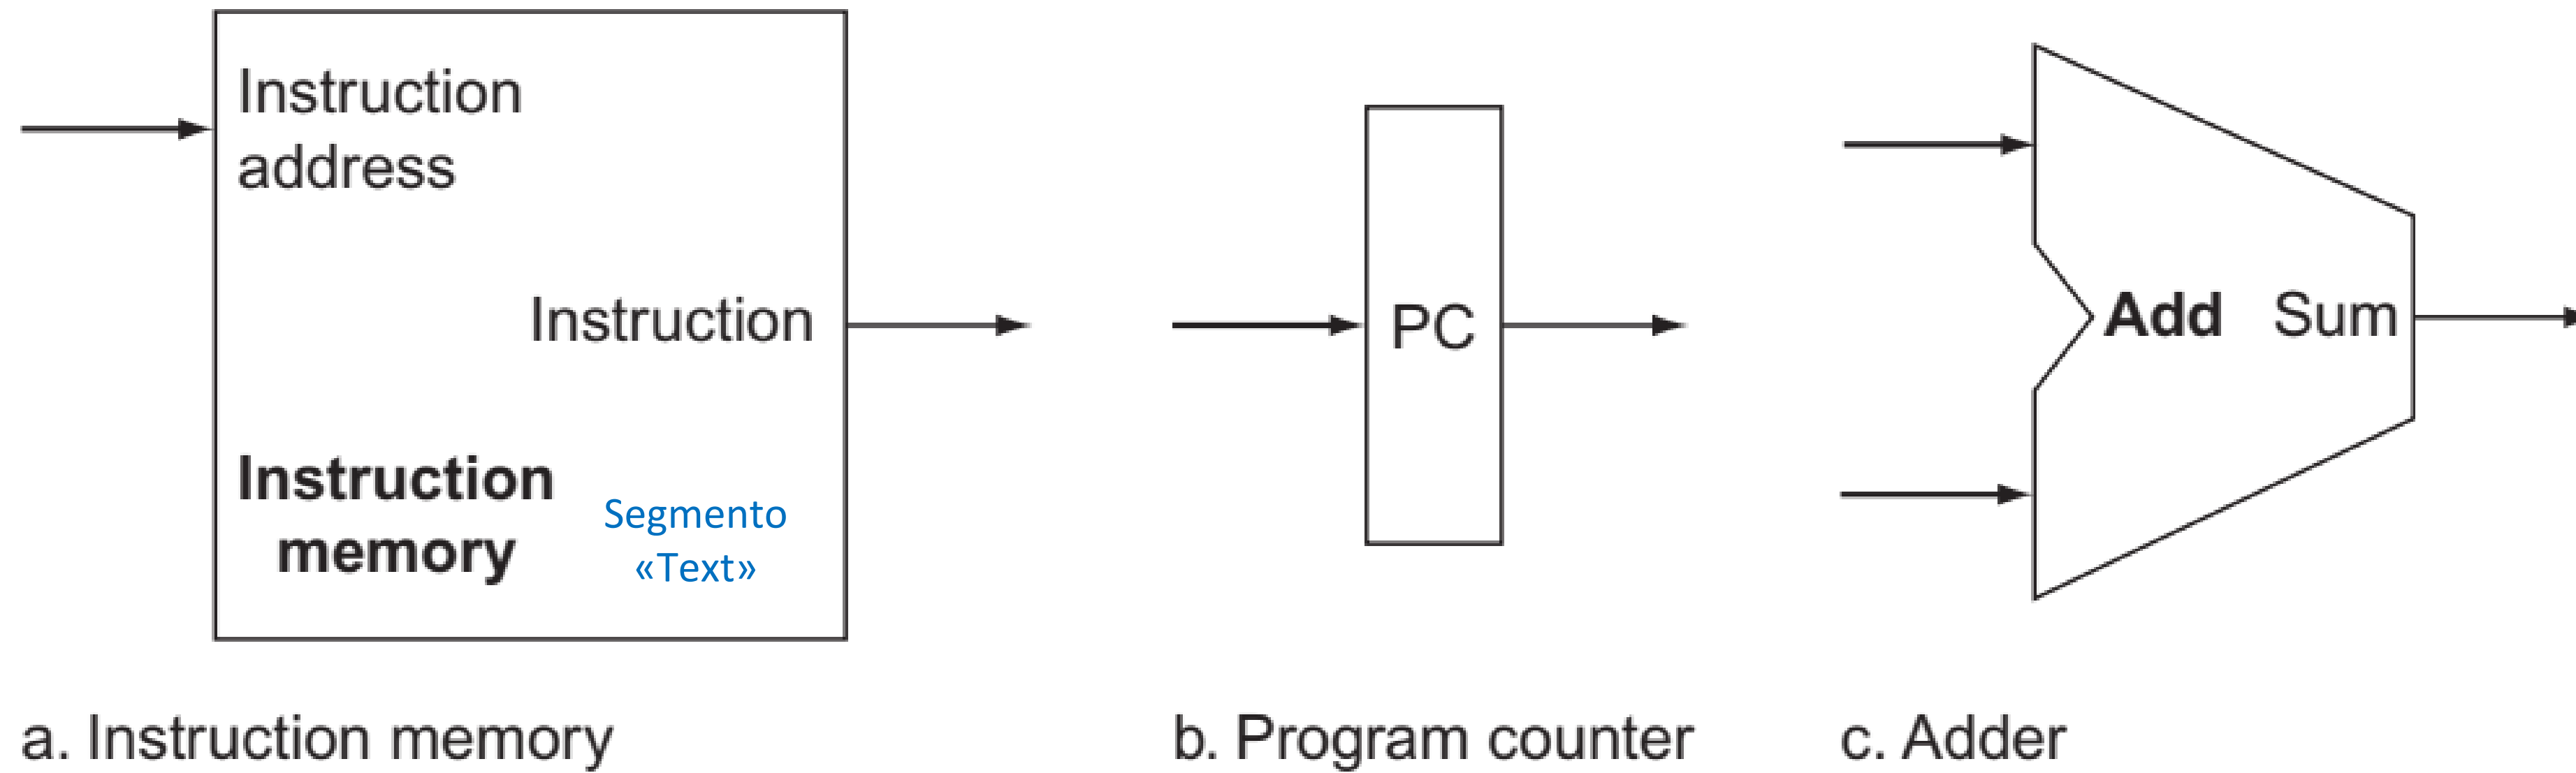 Instruction
address
Instruction
Instruction
memory
Segmento
«Text»
PC
Add Sum
a. Instruction memory
b. Program counter
c. Adder